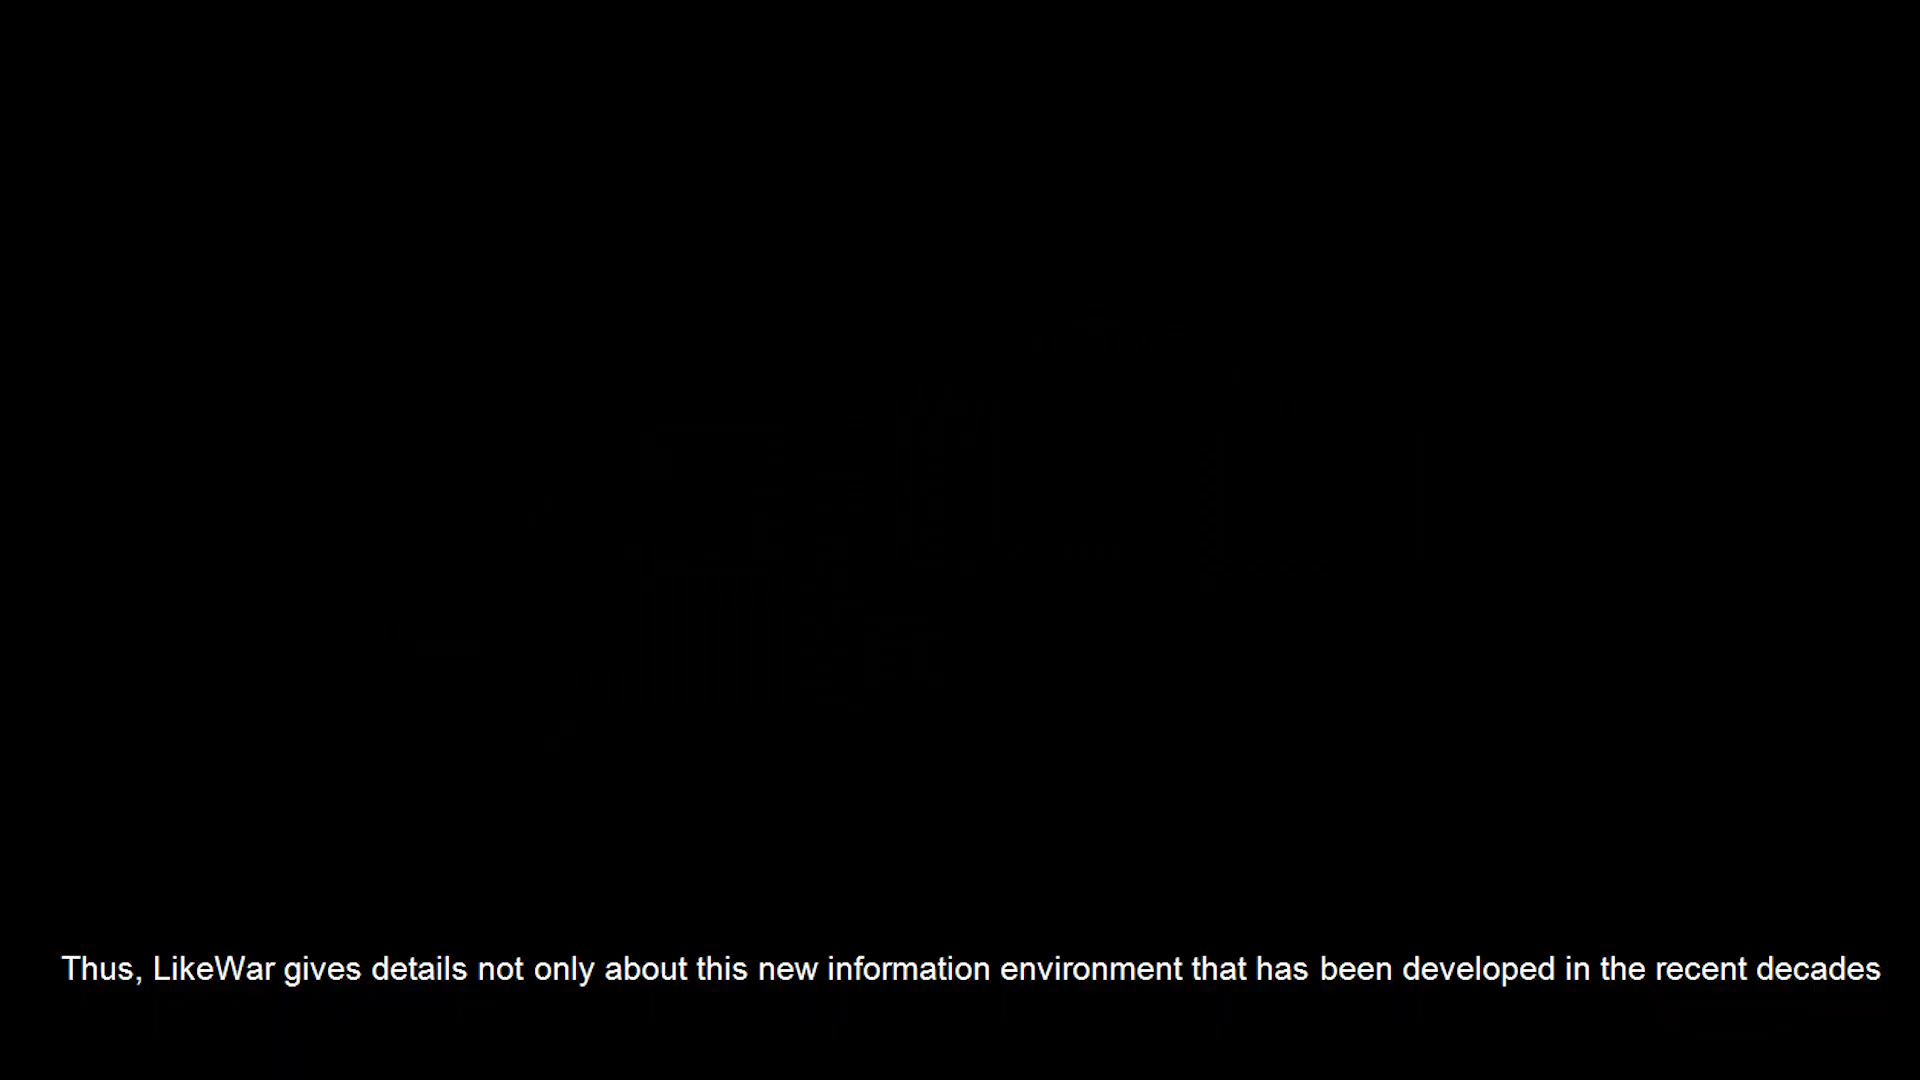 Thus, LikeWar gives details not only about this new information environment that has been developed in the recent decades